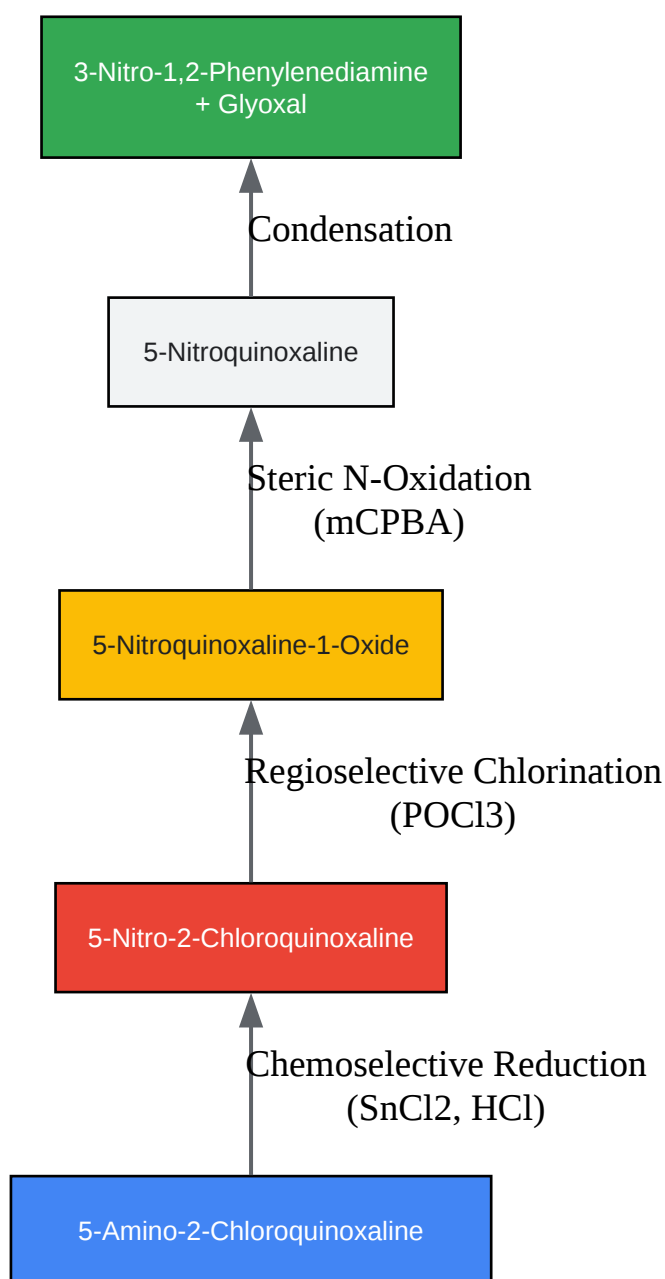 3-Nitro-1,2-Phenylenediamine
+ Glyoxal
Condensation
5-Nitroquinoxaline
Steric N-Oxidation
(mCPBA)
5-Nitroquinoxaline-1-Oxide
Regioselective Chlorination
(POCl3)
5-Nitro-2-Chloroquinoxaline
Chemoselective Reduction
(SnCl2, HCl)
5-Amino-2-Chloroquinoxaline